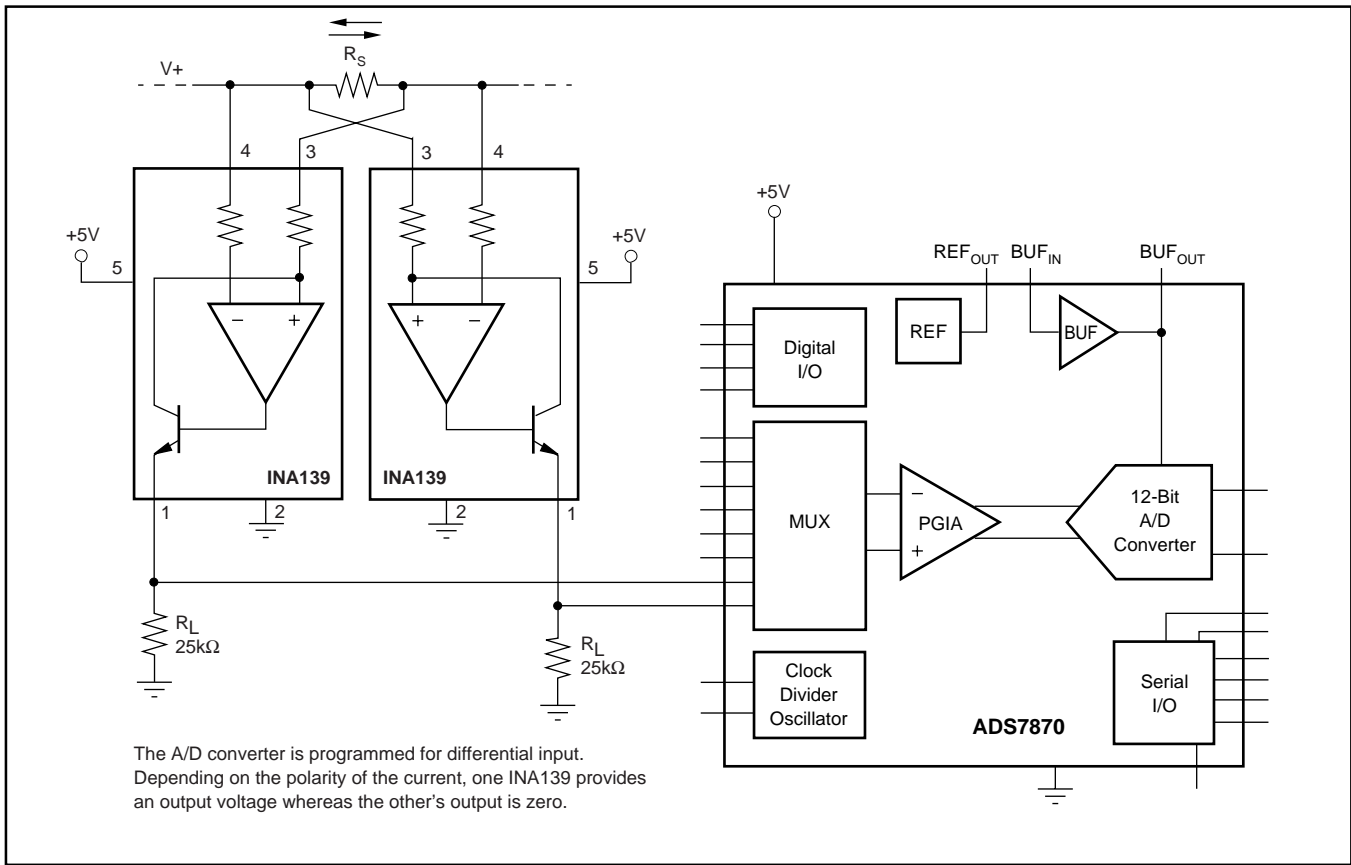 R_S
V+
4 3 3 4
+5V
5
+5V
5
− +
+ −
INA139
INA139
1
2
2
1
R_L
25kΩ
R_L
25kΩ
+5V
REF_OUT BUF_IN BUF_OUT
REF
BUF
Digital
I/O
MUX
−
PGIA
+
12-Bit
A/D
Converter
Clock
Divider
Oscillator
Serial
I/O
ADS7870
The A/D converter is programmed for differential input.
Depending on the polarity of the current, one INA139 provides
an output voltage whereas the other's output is zero.